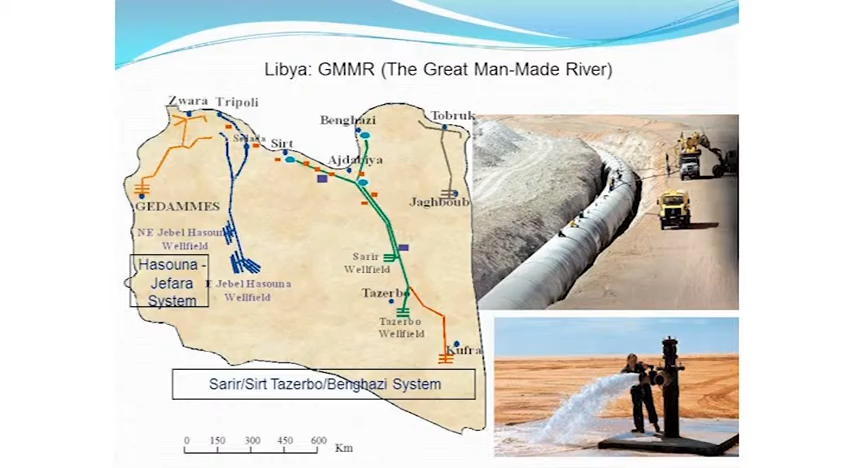 Libya: GMMR (The Great Man-Made River)
Zwara
Tripoli
Benghazi
Tobruk
Sirt
Ajdabiya
GEDAMMES
Jaghboub
NE Jebel Hasouna
Wellfield
Hasouna -
Jefara
System
E Jebel Hasouna
Wellfield
Sarir
Wellfield
Tazerbo
Tazerbo
Wellfield
Kufra
Sarir/Sirt Tazerbo/Benghazi System
0 150 300 450 600 Km